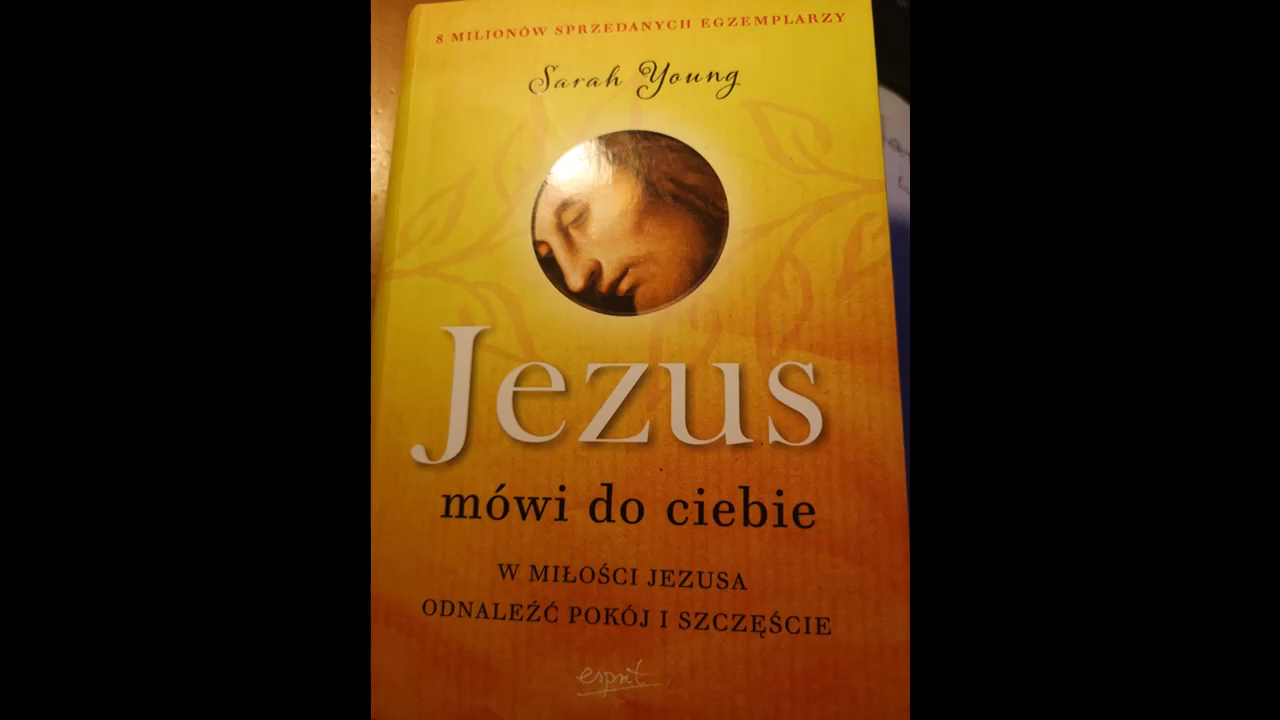 8 MILIONÓW SPRZEDANYCH EGZEMPLARZY
Sarah Young
Jezus
mówi do ciebie
W MIŁOŚCI JEZUSA
ODNALEŹĆ POKÓJ I SZCZĘŚCIE
esprit